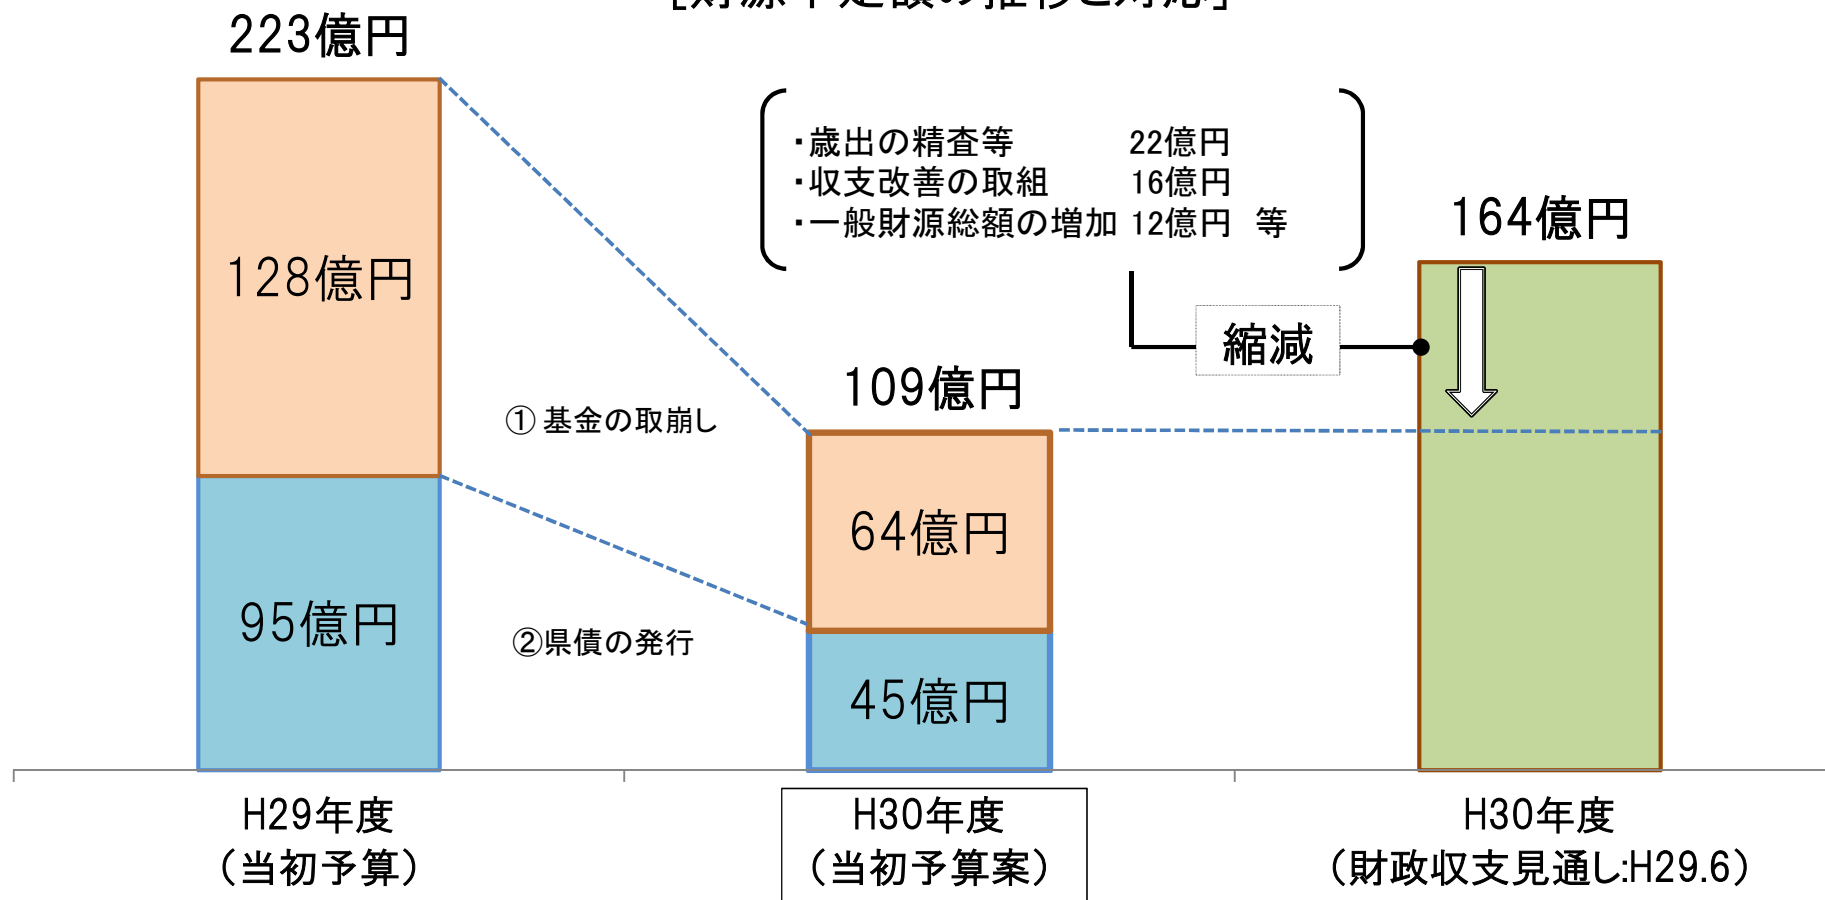 223億円
・歳出の精査等 22億円
・収支改善の取組 16億円
・一般財源総額の増加 12億円 等
164億円
128億円
縮減
109億円
① 基金の取崩し
64億円
95億円
②県債の発行
45億円
H29年度
（当初予算）
H30年度
（当初予算案）
H30年度
（財政収支見通し:H29.6）